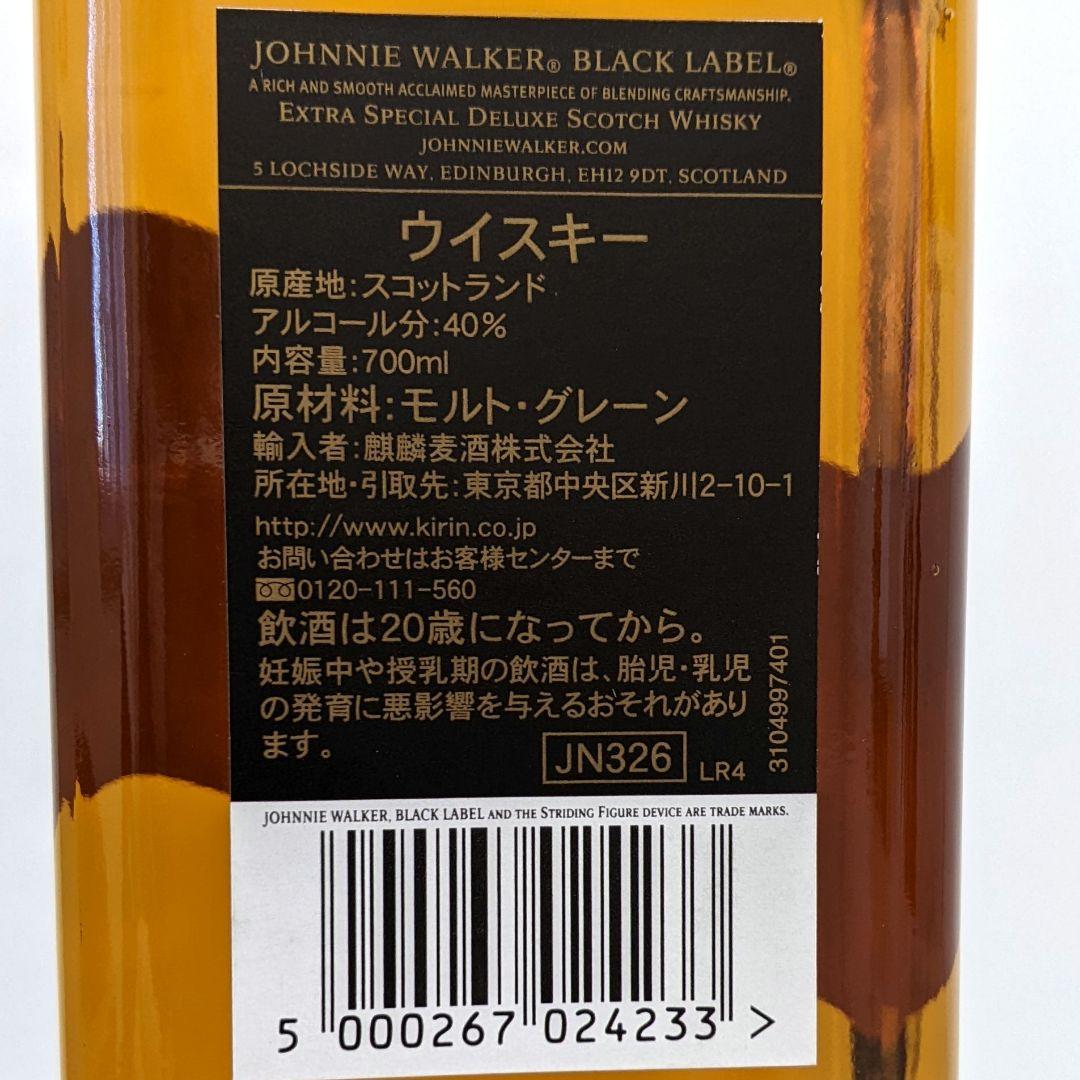 JOHNNIE WALKER® BLACK LABEL®
A RICH AND SMOOTH ACCLAIMED MASTERPIECE OF BLENDING CRAFTSMANSHIP.
EXTRA SPECIAL DELUXE SCOTCH WHISKY
JOHNNIEWALKER.COM
5 LOCHSIDE WAY, EDINBURGH, EH12 9DT, SCOTLAND
ウイスキー
原産地:スコットランド
アルコール分:40%
内容量:700ml
原材料:モルト・グレーン
輸入者:麒麟麦酒株式会社
所在地・引取先:東京都中央区新川2-10-1
http://www.kirin.co.jp
お問い合わせはお客様センターまで
0120-111-560
飲酒は20歳になってから。
妊娠中や授乳期の飲酒は、胎児・乳児
の発育に悪影響を与えるおそれがあり
ます。
JN326
LR4
3104997401
JOHNNIE WALKER, BLACK LABEL AND THE STRIDING FIGURE DEVICE ARE TRADE MARKS.
5 000267 024233 >